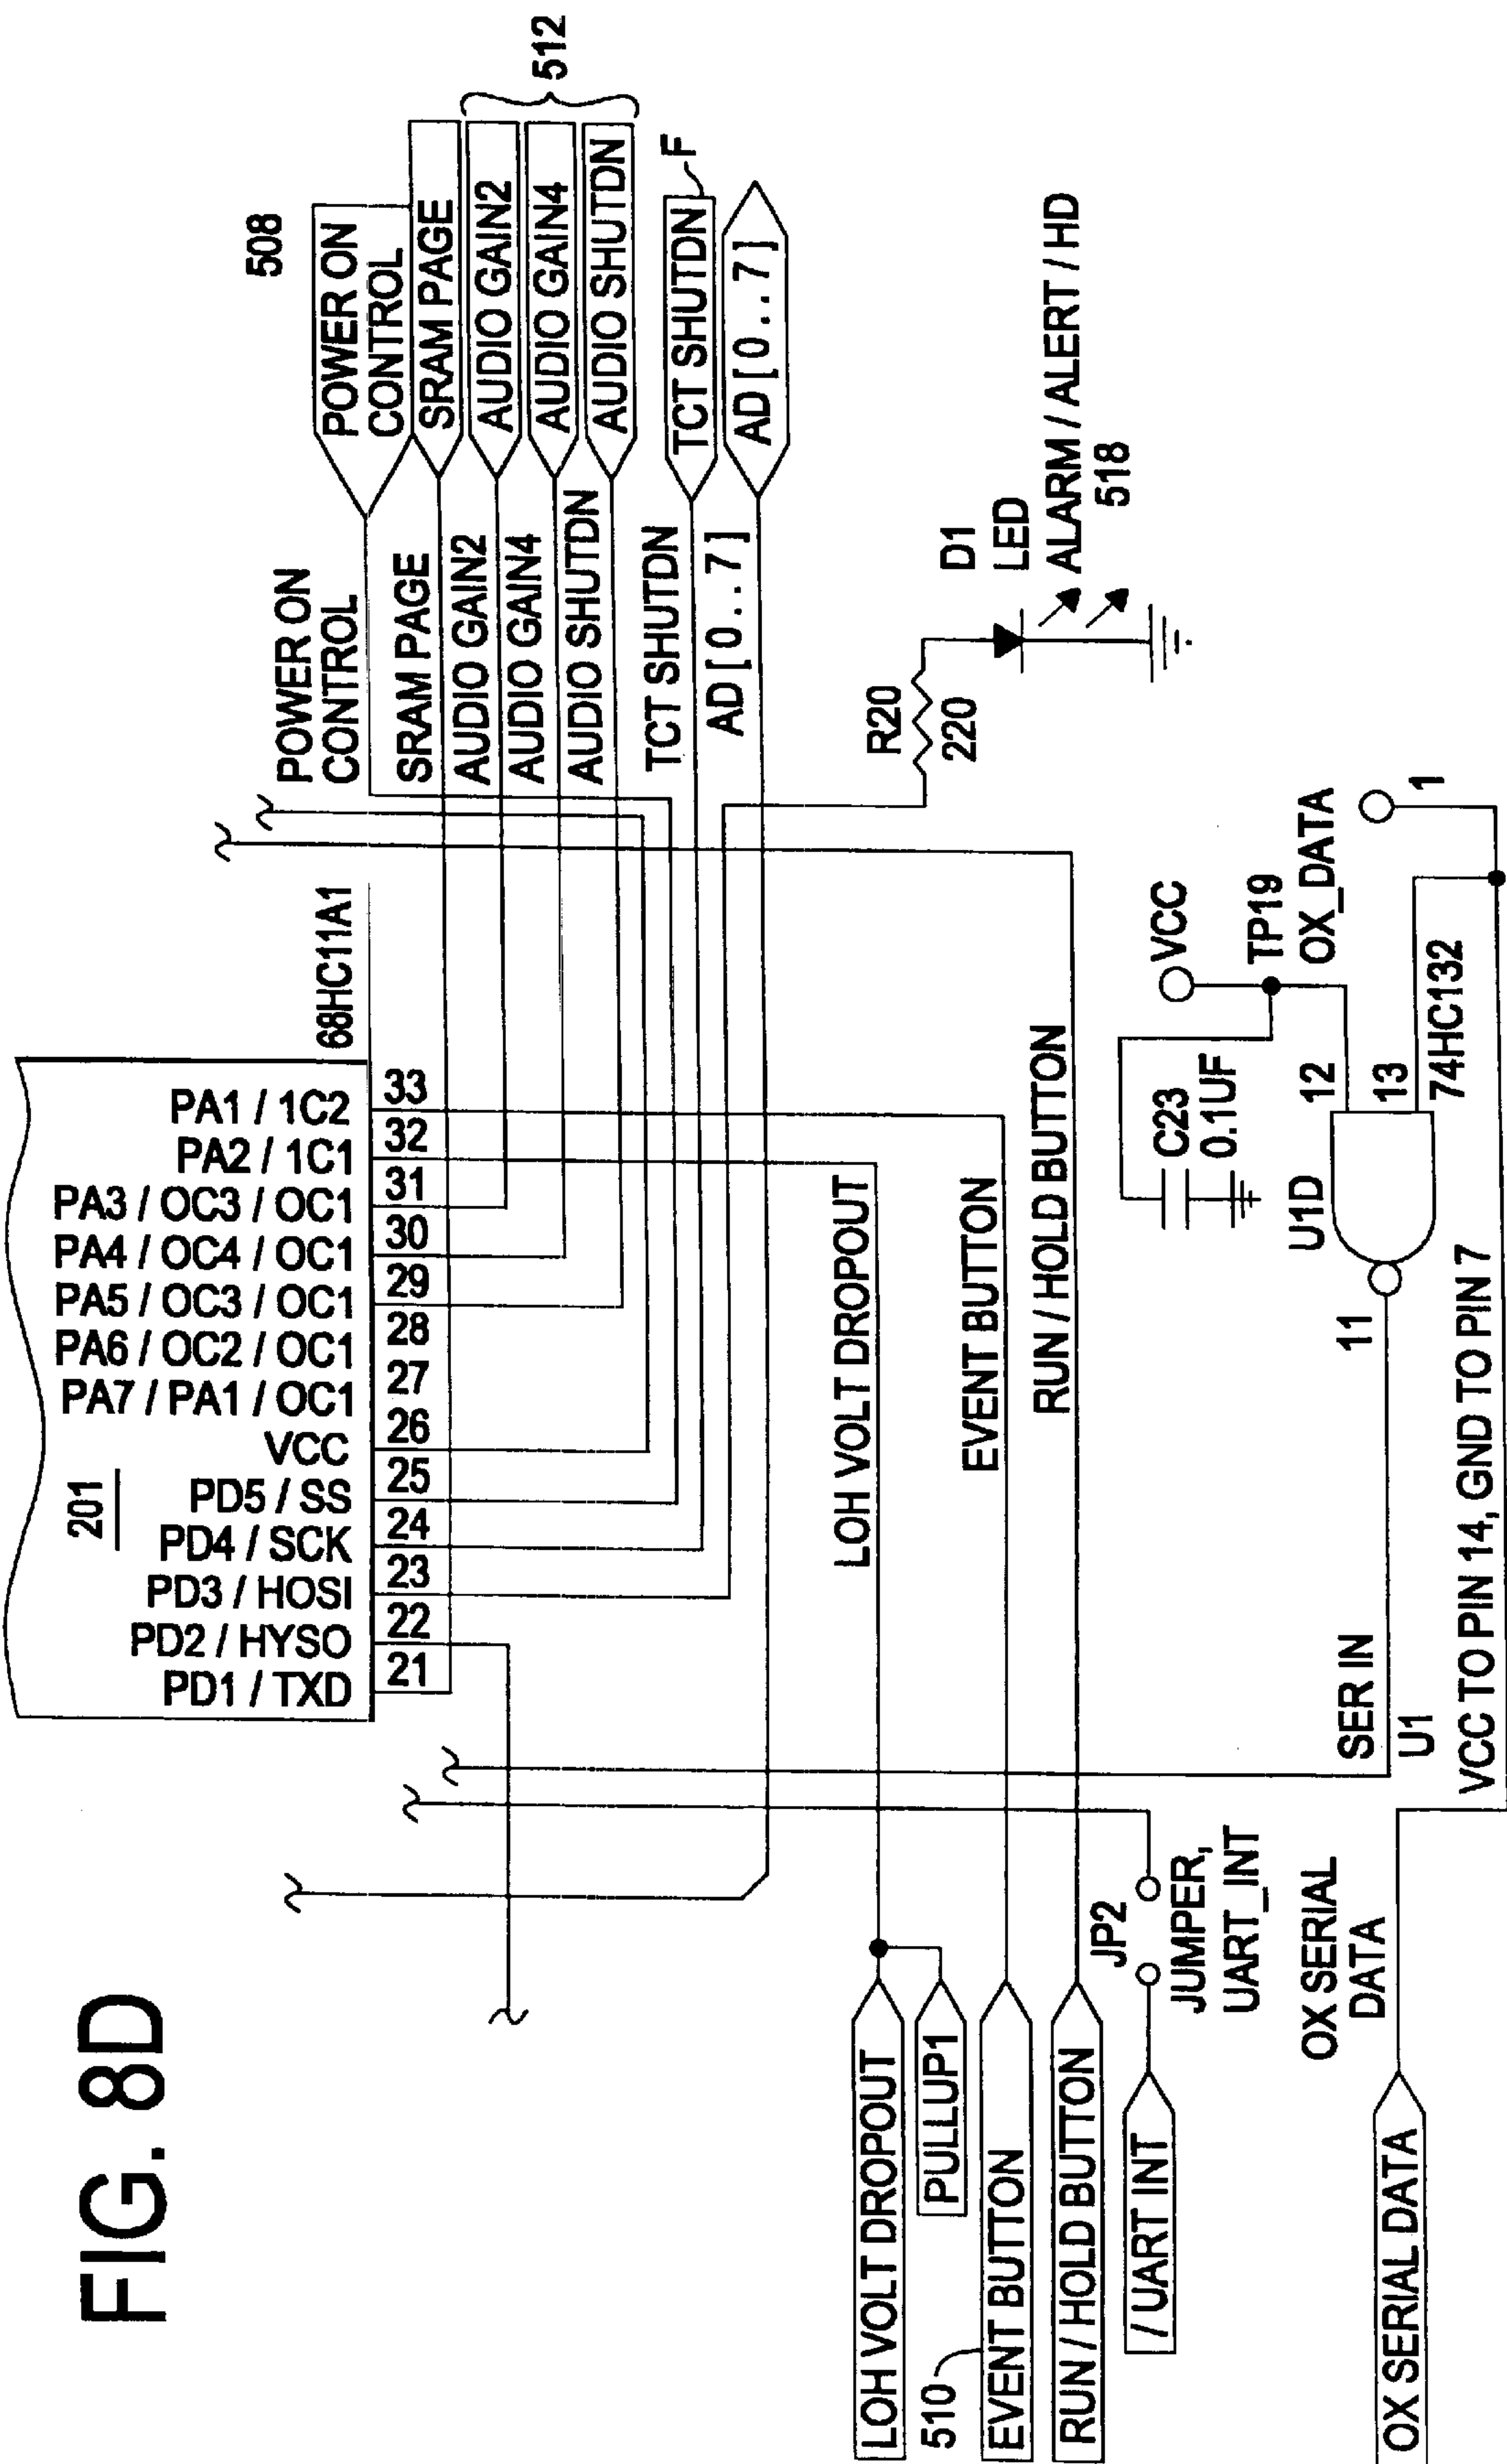 FIG. 8D
201
PA1 / 1C2
PA2 / 1C1
PA3 / OC3 / OC1
PA4 / OC4 / OC1
PA5 / OC3 / OC1
PA6 / OC2 / OC1
PA7 / PA1 / OC1
VCC
PD5 / SS
PD4 / SCK
PD3 / HOSI
PD2 / HYSO
PD1 / TXD
33
32
31
30
29
28
27
26
25
24
23
22
21
68HC11A1
POWER ON
CONTROL
SRAM PAGE
AUDIO GAIN2
AUDIO GAIN4
AUDIO SHUTDN
TCT SHUTDN
AD [ 0 . . 7 ]
508
POWER ON
CONTROL
SRAM PAGE
AUDIO GAIN2
AUDIO GAIN4
AUDIO SHUTDN
512
TCT SHUTDN
F
AD [ 0 . . 7 ]
R20
220
D1
LED
ALARM / ALERT / HD
518
LOH VOLT DROPOUT
LOH VOLT DROPOUT
PULLUP1
510
EVENT BUTTON
EVENT BUTTON
RUN / HOLD BUTTON
RUN / HOLD BUTTON
/ UART INT
JP2
JUMPER,
UART_INT
VCC
C23
0.1UF
TP19
OX_DATA
1
U1D
12
13
11
74HC132
SER IN
U1
VCC TO PIN 14, GND TO PIN 7
OX SERIAL
DATA
OX SERIAL DATA